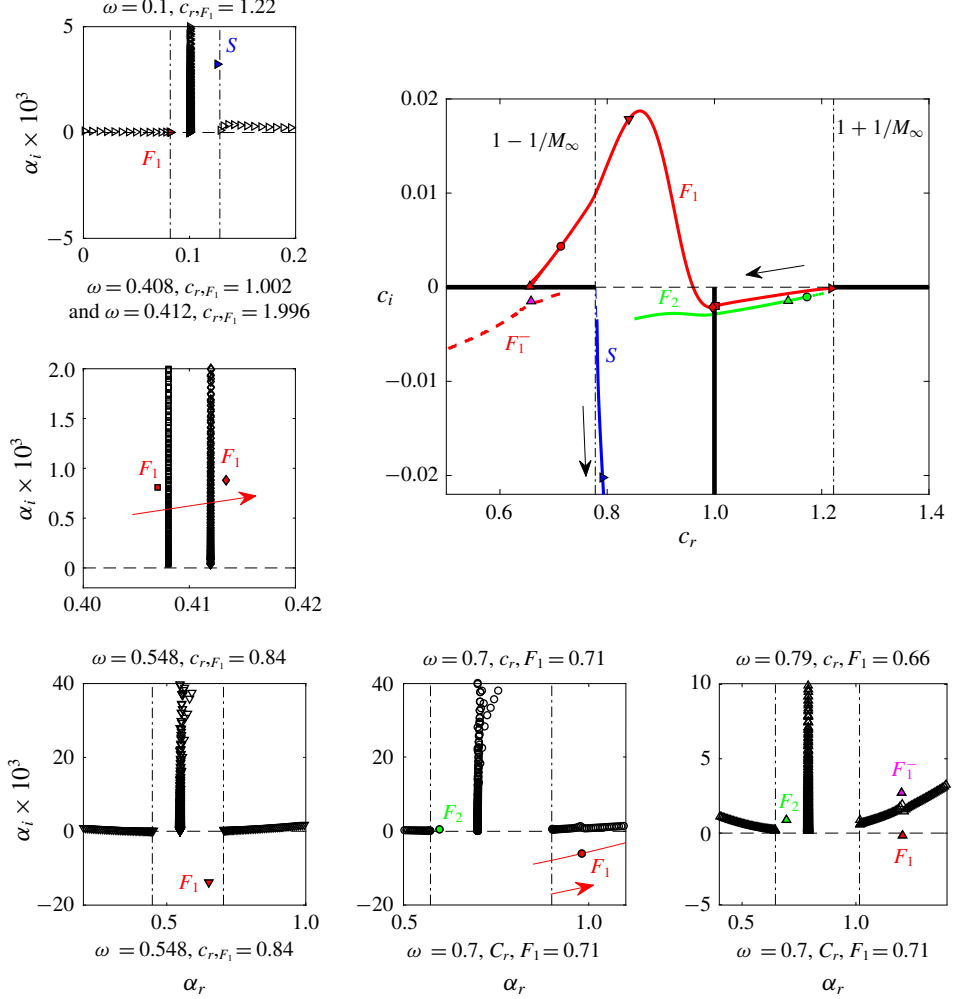 ω = 0.1, c_{r,F_1} = 1.22
5
S
α_i × 10^3
0
F_1
−5
0
0.1
0.2
ω = 0.408, c_{r,F_1} = 1.002
and ω = 0.412, c_{r,F_1} = 1.996
2.0
1.5
α_i × 10^3
1.0
F_1
F_1
0.5
0
0.40
0.41
0.42
0.02
1 − 1/M_∞
1 + 1/M_∞
0.01
F_1
c_i
0
F_2
F_1^−
S
−0.01
−0.02
0.6
0.8
1.0
1.2
1.4
c_r
ω = 0.548, c_{r,F_1} = 0.84
40
20
α_i × 10^3
0
F_1
−20
0.5
1.0
ω = 0.548, c_{r,F_1} = 0.84
α_r
ω = 0.7, c_r, F_1 = 0.71
40
20
F_2
0
F_1
−20
0.5
1.0
ω = 0.7, C_r, F_1 = 0.71
α_r
ω = 0.79, c_r, F_1 = 0.66
10
5
F_1^−
F_2
0
F_1
−5
0.5
1.0
ω = 0.7, C_r, F_1 = 0.71
α_r